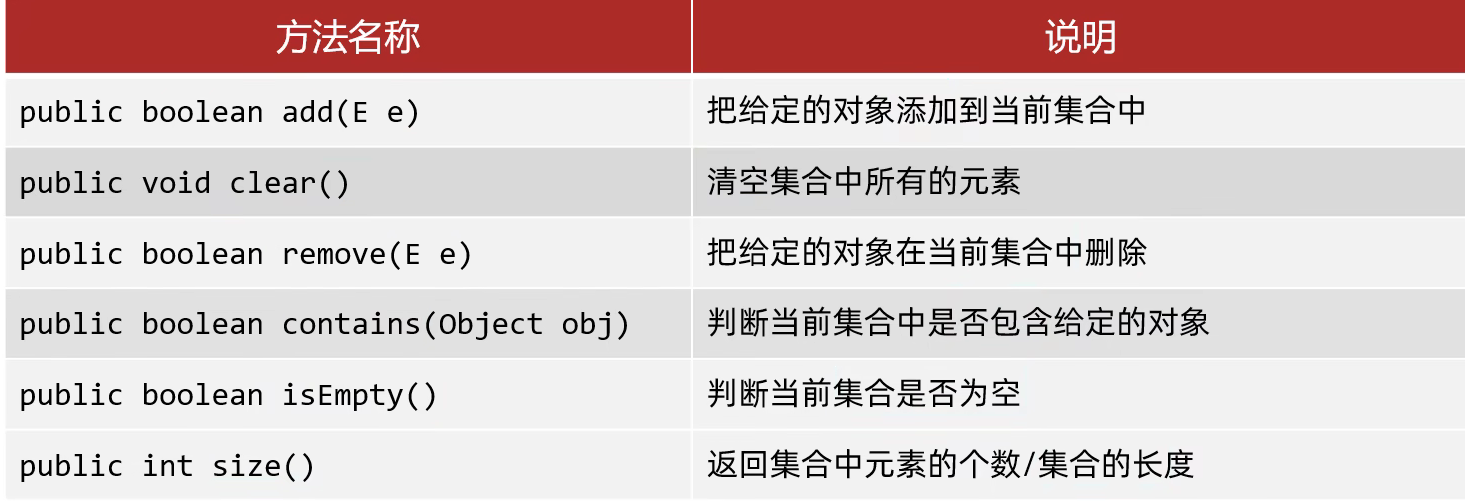 方法名称 说明
public boolean add(E e) 把给定的对象添加到当前集合中
public void clear() 清空集合中所有的元素
public boolean remove(E e) 把给定的对象在当前集合中删除
public boolean contains(Object obj) 判断当前集合中是否包含给定的对象
public boolean isEmpty() 判断当前集合是否为空
public int size() 返回集合中元素的个数/集合的长度